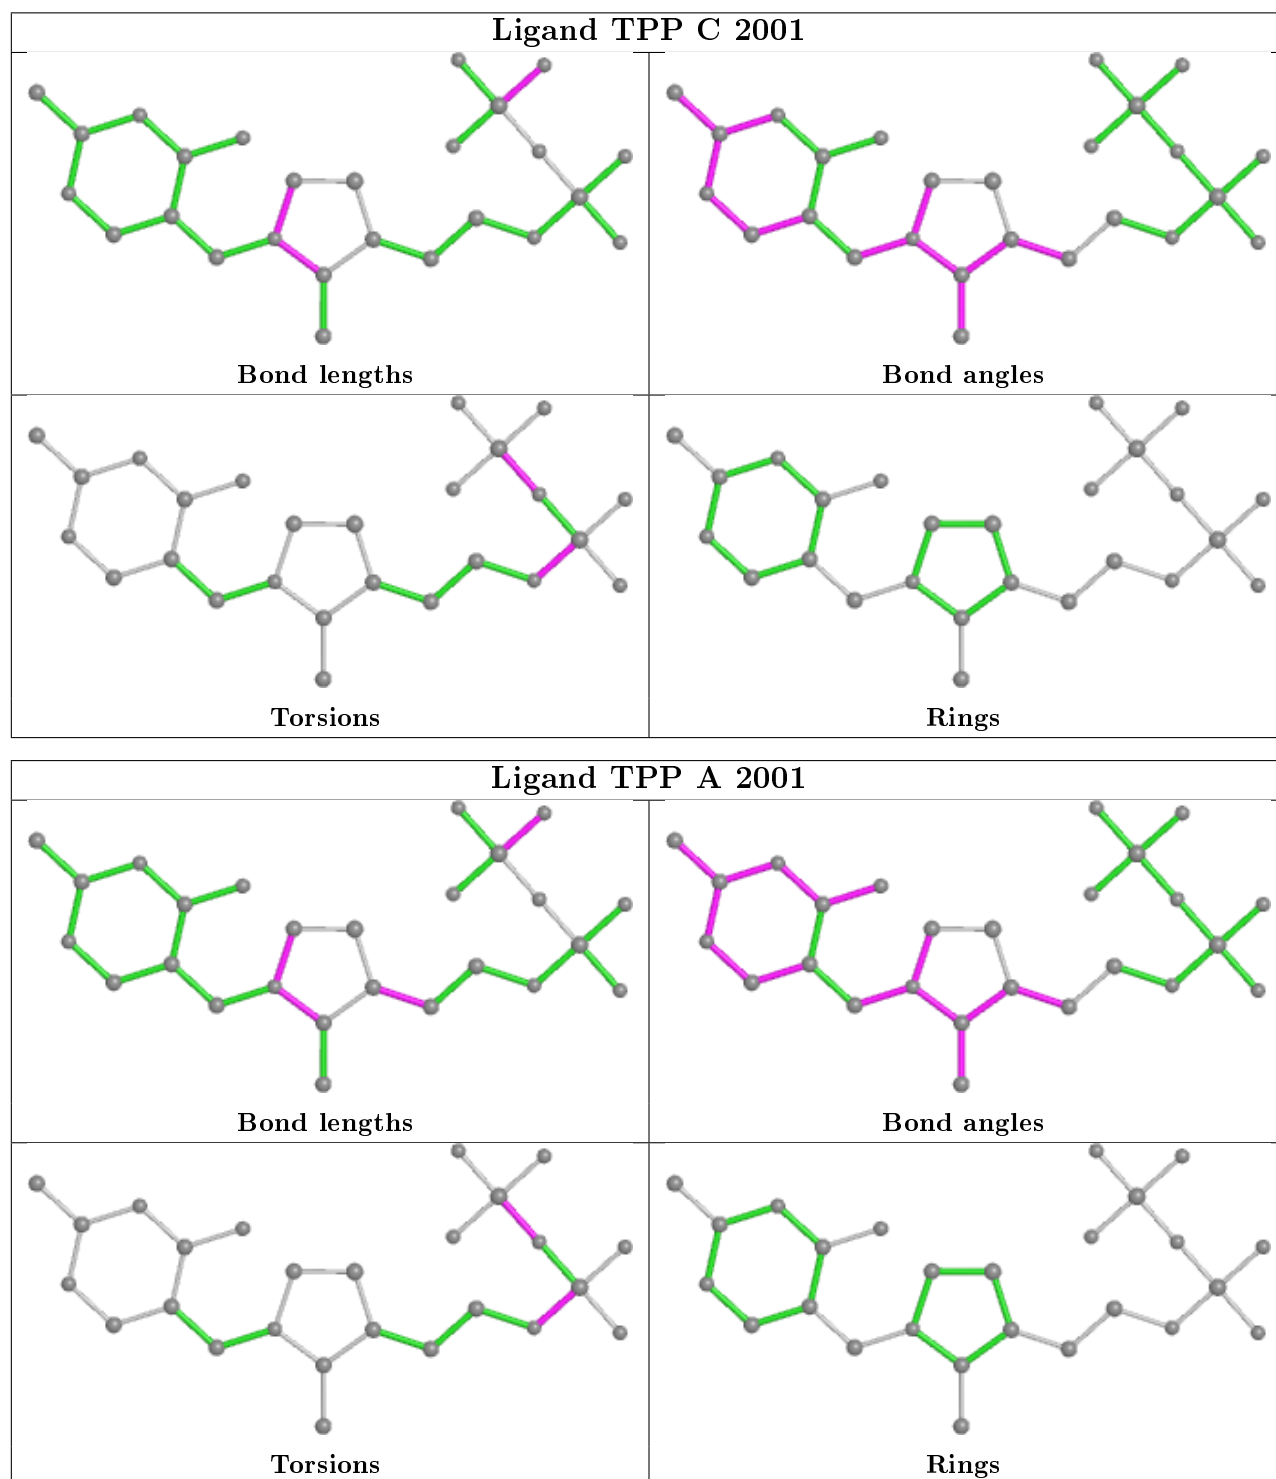 Ligand TPP C 2001
Bond lengths
Bond angles
Torsions
Rings
Ligand TPP A 2001
Bond lengths
Bond angles
Torsions
Rings